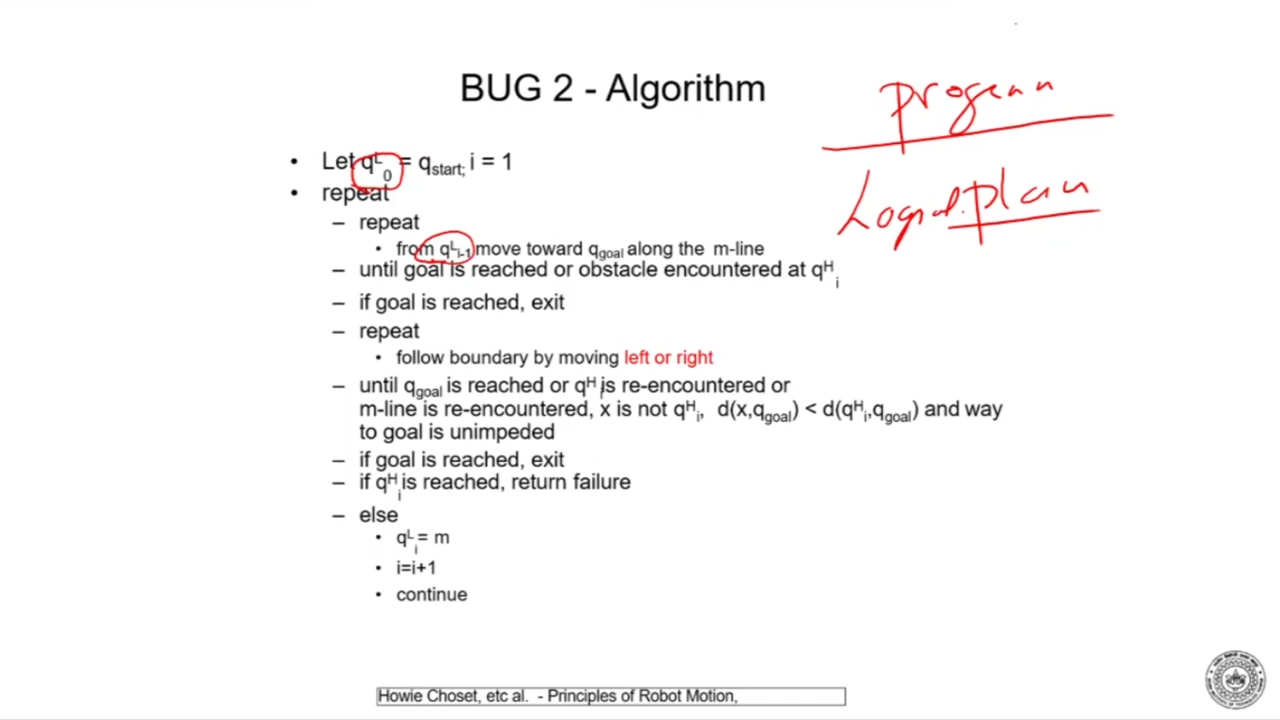 BUG 2 - Algorithm
progran
Logical plan
• Let qᴸ₀ = qstart; i = 1
• repeat
– repeat
• from qᴸi-1 move toward qgoal along the m-line
– until goal is reached or obstacle encountered at qᴴi
– if goal is reached, exit
– repeat
• follow boundary by moving left or right
– until qgoal is reached or qᴴi is re-encountered or
m-line is re-encountered, x is not qᴴi, d(x,qgoal) < d(qᴴi,qgoal) and way
to goal is unimpeded
– if goal is reached, exit
– if qᴴi is reached, return failure
– else
• qᴸi = m
• i=i+1
• continue
Howie Choset, etc al. - Principles of Robot Motion,